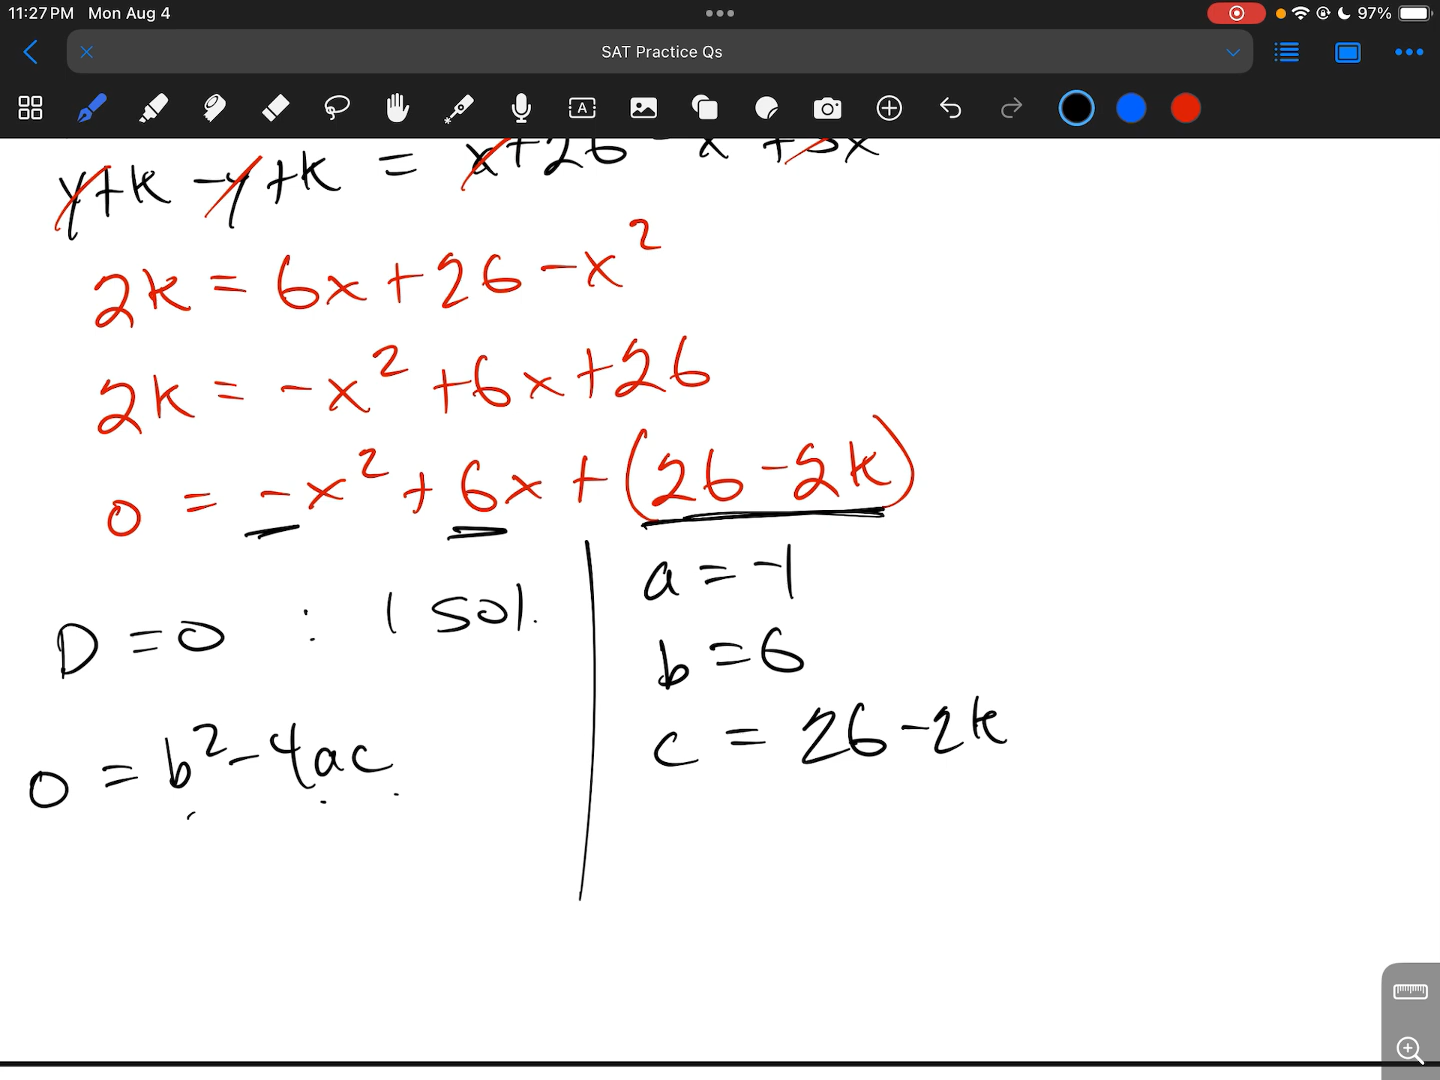 11:27 PM Mon Aug 4 97%
SAT Practice Qs
A
y+k -y+k = x+26 - x +5x
2k = 6x+26-x²
2k = -x² +6x+26
0 = -x² + 6x + (26-2k)
D=0 : 1 sol.
0 = b²-4ac
a = -1
b = 6
c = 26-2k